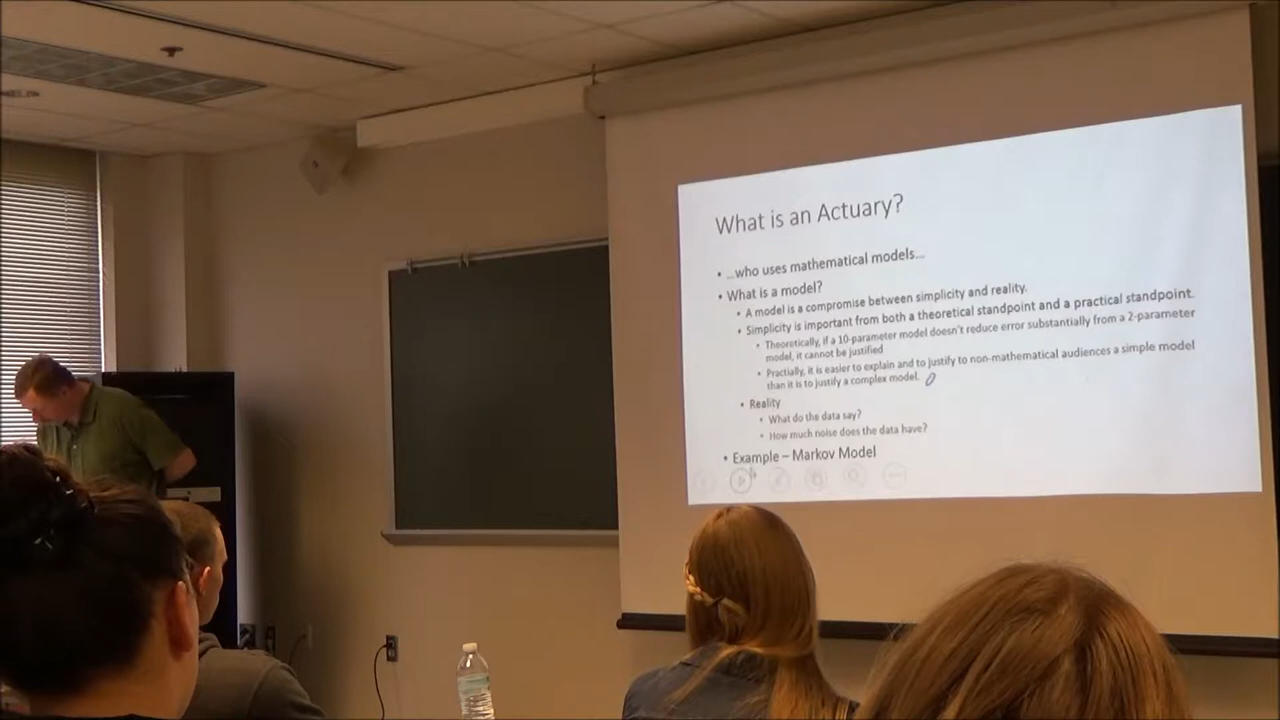 What is an Actuary?
• ...who uses mathematical models...
• What is a model?
• A model is a compromise between simplicity and reality.
• Simplicity is important from both a theoretical standpoint and a practical standpoint.
• Theoretically, if a 10-parameter model doesn't reduce error substantially from a 2-parameter
model, it cannot be justified
• Practially, it is easier to explain and to justify to non-mathematical audiences a simple model
than it is to justify a complex model.
• Reality
• What do the data say?
• How much noise does the data have?
• Example – Markov Model